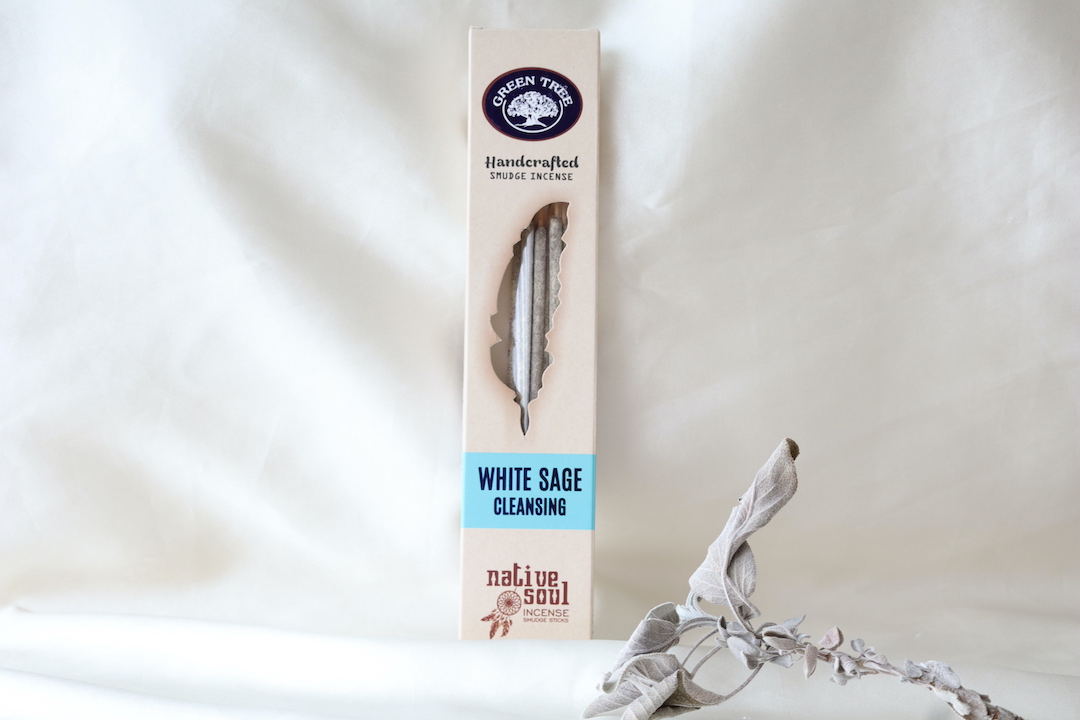 GREEN TREE
Handcrafted
SMUDGE INCENSE
WHITE SAGE
CLEANSING
native
soul
INCENSE
SMUDGE STICKS